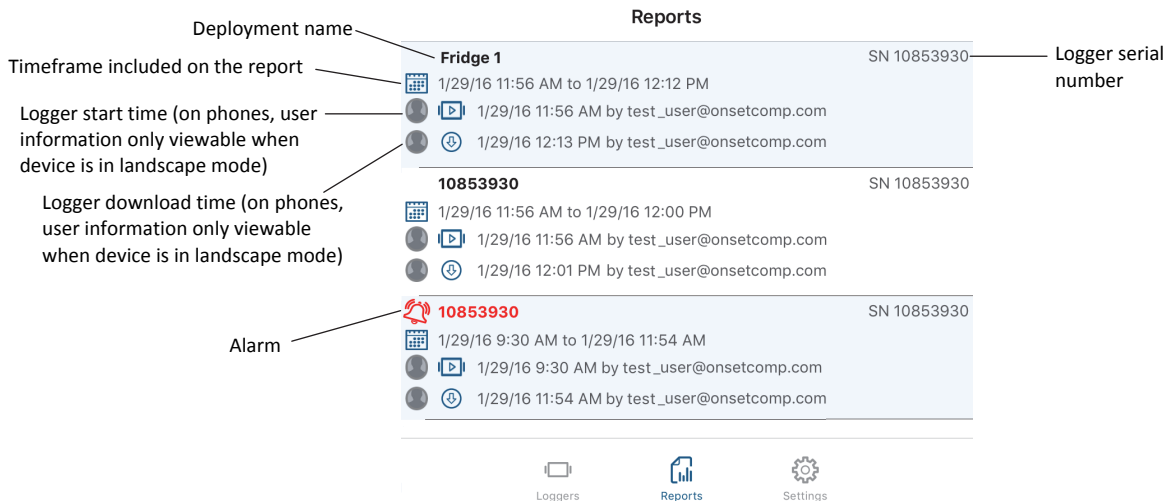 Reports
Deployment name
Fridge 1
SN 10853930
Logger serial
number
Timeframe included on the report
1/29/16 11:56 AM to 1/29/16 12:12 PM
Logger start time (on phones, user
information only viewable when
device is in landscape mode)
1/29/16 11:56 AM by test_user@onsetcomp.com
1/29/16 12:13 PM by test_user@onsetcomp.com
Logger download time (on phones,
user information only viewable
when device is in landscape mode)
10853930
SN 10853930
1/29/16 11:56 AM to 1/29/16 12:00 PM
1/29/16 11:56 AM by test_user@onsetcomp.com
1/29/16 12:01 PM by test_user@onsetcomp.com
Alarm
10853930
SN 10853930
1/29/16 9:30 AM to 1/29/16 11:54 AM
1/29/16 9:30 AM by test_user@onsetcomp.com
1/29/16 11:54 AM by test_user@onsetcomp.com
Loggers
Reports
Settings